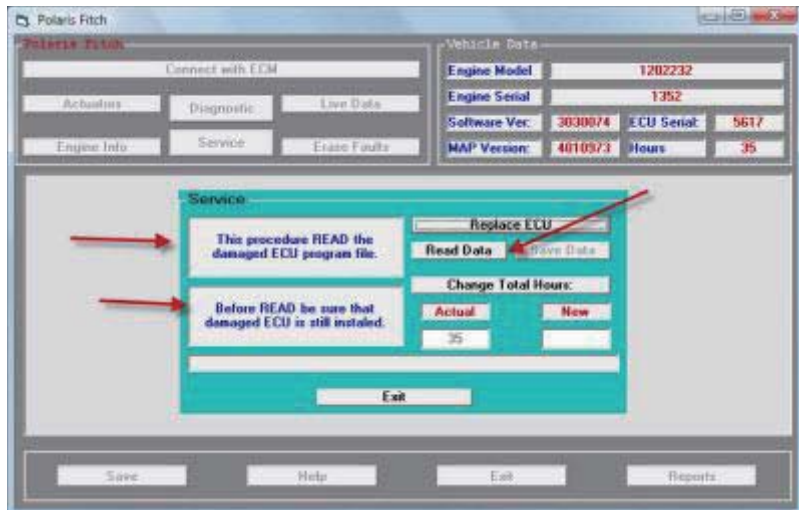 Polaris Fitch
Polaris Fitch
Connect with ECM
Actuators
Diagnostic
Live Data
Engine Info
Service
Erase Faults
Vehicle Data
Engine Model 1202232
Engine Serial 1352
Software Ver: 3030074 ECU Serial: 5617
MAP Version: 4010973 Hours 35
Service
This procedure READ the
damaged ECU program file.
Before READ be sure that
damaged ECU is still instaled.
Replace ECU
Read Data Save Data
Change Total Hours:
Actual New
35
Exit
Save Help Exit Reports